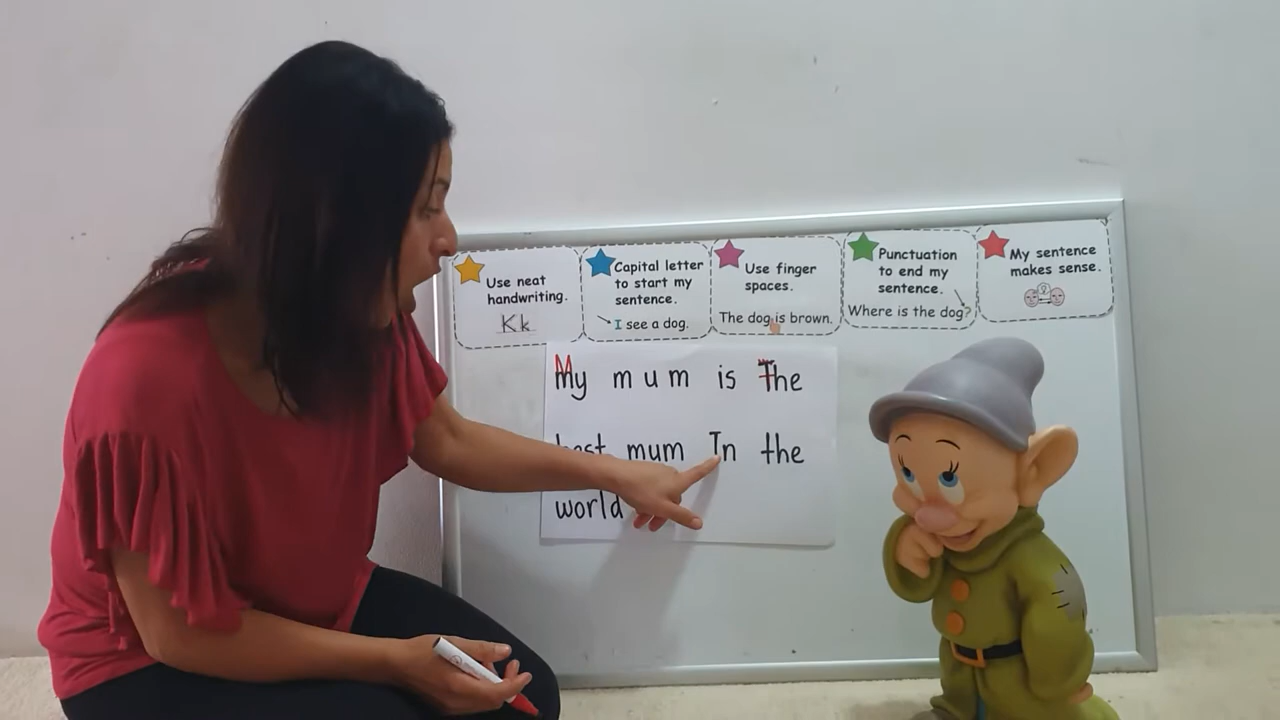 Use neat
handwriting.
Kk
Capital letter
to start my
sentence.
I see a dog.
Use finger
spaces.
The dog is brown.
Punctuation
to end my
sentence.
Where is the dog?
My sentence
makes sense.
My mum is The
best mum In the
world